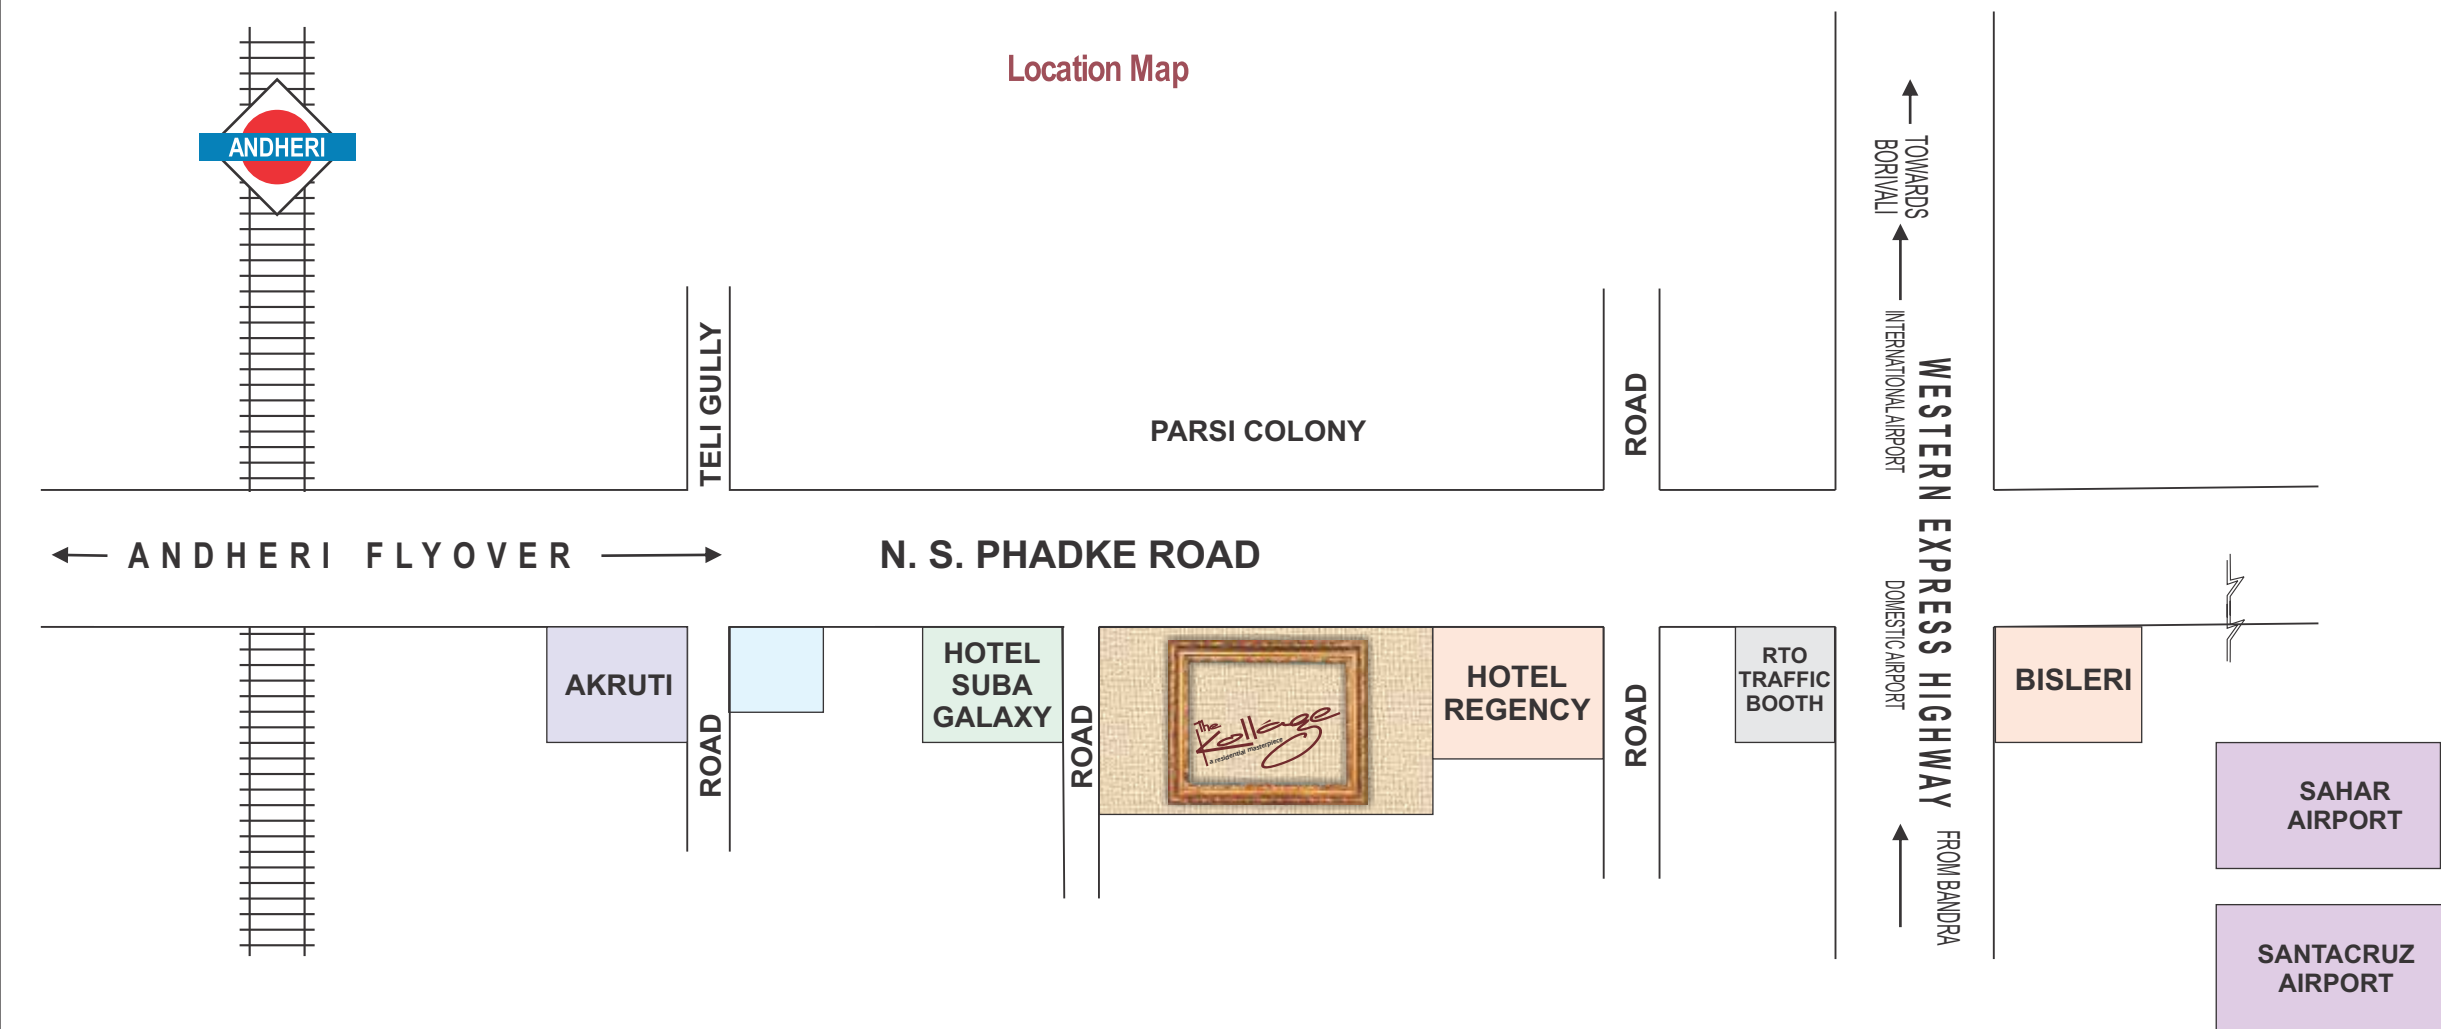 Location Map
ANDHERI
TOWARDS
BORIVALI
INTERNATIONAL AIRPORT
TELI GULLY
PARSI COLONY
ROAD
WESTERN EXPRESS HIGHWAY
ANDHERI FLYOVER
N. S. PHADKE ROAD
DOMESTIC AIRPORT
AKRUTI
ROAD
HOTEL
SUBA
GALAXY
ROAD
The
Kollage
a residential masterpiece
HOTEL
REGENCY
ROAD
RTO
TRAFFIC
BOOTH
BISLERI
FROM BANDRA
SAHAR
AIRPORT
SANTACRUZ
AIRPORT